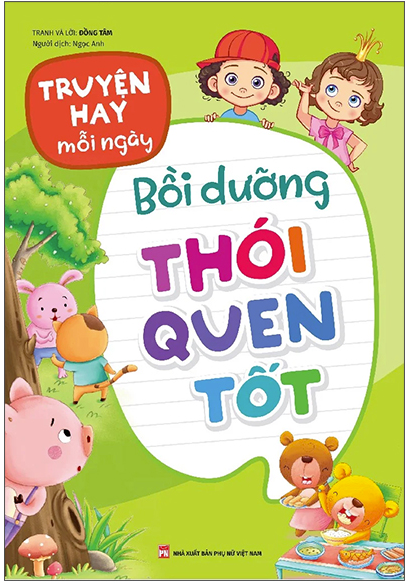 TRANH VÀ LỜI: ĐỒNG TÂM
Người dịch: Ngọc Anh
TRUYỆN
HAY
mỗi ngày
Bồi dưỡng
THÓI
QUEN
TỐT
PN
NHÀ XUẤT BẢN PHỤ NỮ VIỆT NAM